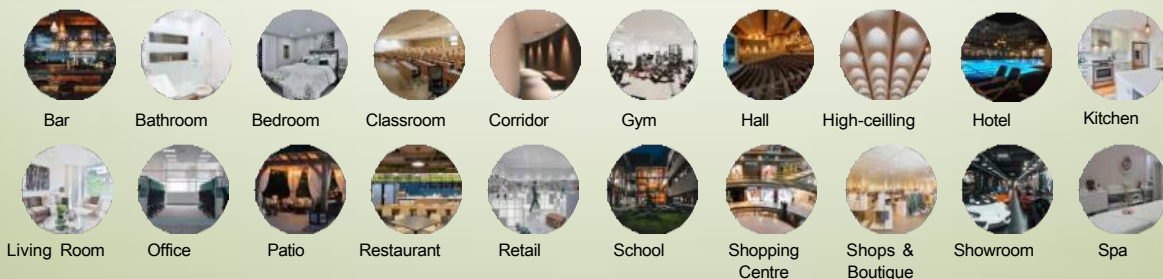 Bar Bathroom Bedroom Classroom Corridor Gym Hall High-ceilling Hotel Kitchen
Living Room Office Patio Restaurant Retail School Shopping Centre Shops & Boutique Showroom Spa